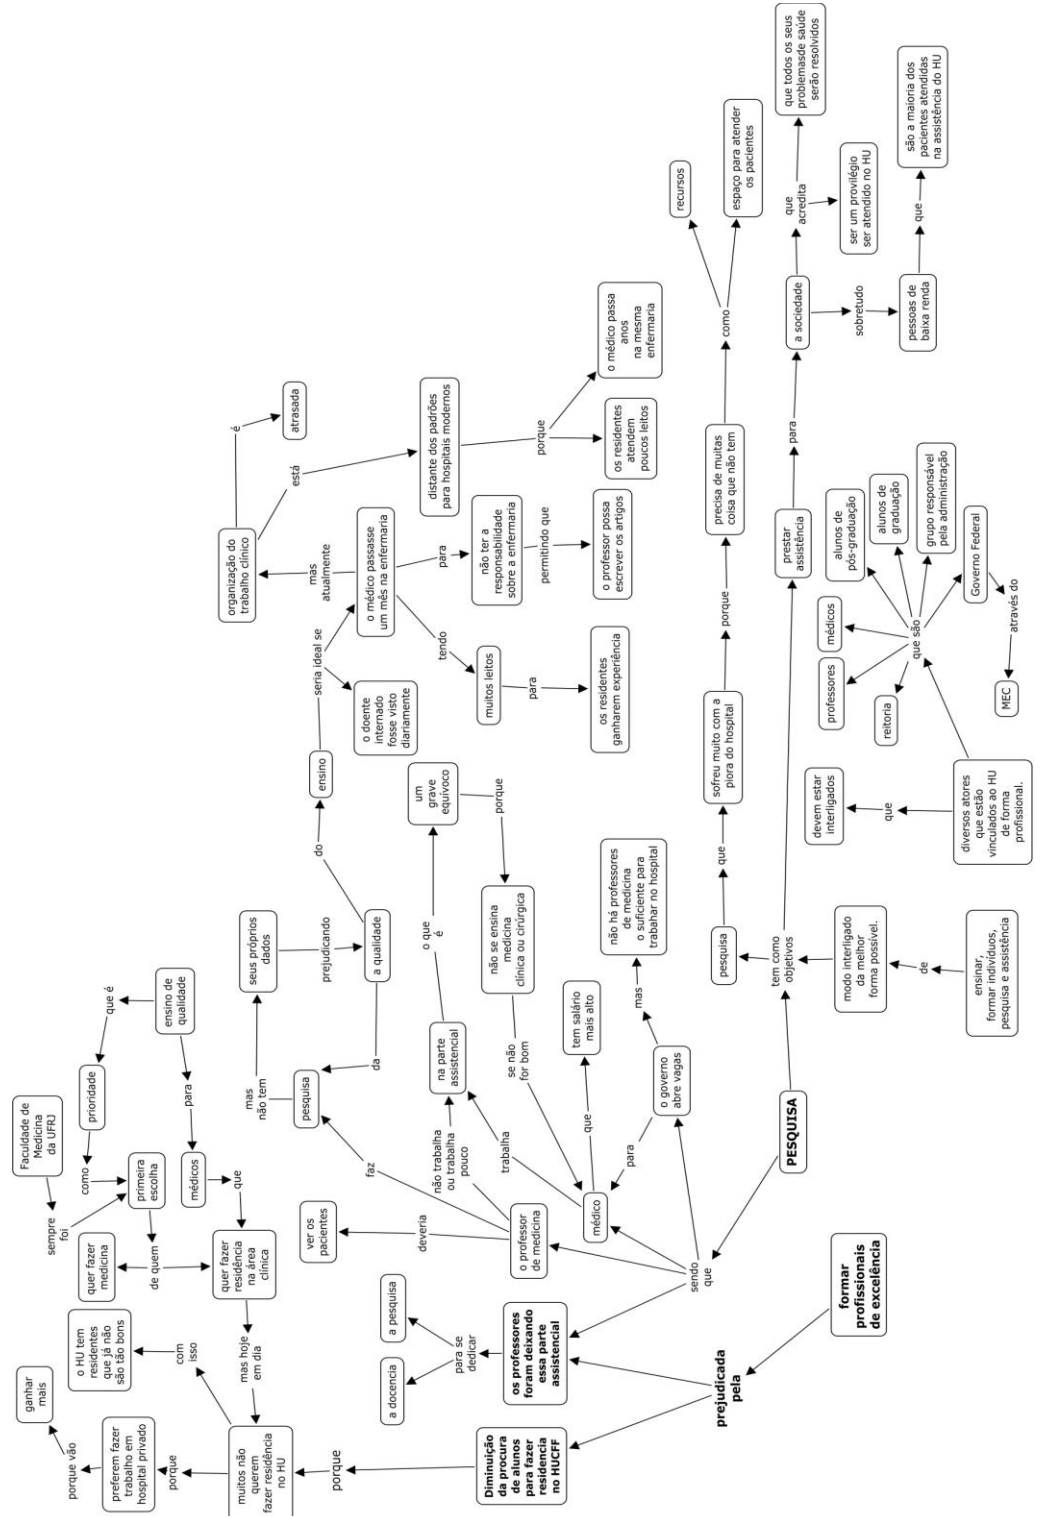 Faculdade de
Medicina
da UFRJ
sempre
foi
primeira
escolha
como
prioridade
que é
ensino de
qualidade
para
médicos
que
de quem
quer fazer
medicina
quer fazer
residência
na área
clínica
mas hoje
em dia
ganhar
mais
porque vão
preferem fazer
trabalho em
hospital privado
porque
o HU tem
residentes
que já não
são tão bons
com
isso
muitos não
querem
fazer residência
no HU
porque
Diminuição
da procura
de alunos
para fazer
residencia
no HUCFF
prejudicada
pela
formar
profissionais
de excelência
os professores
foram deixando
essa parte
assistencial
para se
dedicar
a docencia
a pesquisa
sendo
que
PESQUISA
o professor
de medicina
deveria
ver os
pacientes
faz
pesquisa
mas
não tem
seus próprios
dados
prejudicando
a qualidade
da
do
ensino
seria ideal se
o doente
internado
fosse visto
diariamente
o médico passasse
um mês na enfermaria
mas
atualmente
organização do
trabalho clínico
é
atrasada
está
distante dos padrões
para hospitais modernos
porque
o médico passa
anos
na mesma
enfermaria
os residentes
atendem
poucos leitos
para
não ter a
responsabilidade
sobre a enfermaria
permitindo que
o professor possa
escrever os artigos
tendo
muitos leitos
para
os residentes
ganharem experiência
não trabalha
ou trabalha
pouco
na parte
assistencial
o que
é
um
grave
equívoco
porque
não se ensina
medicina
clínica ou cirúrgica
se não
for bom
médico
trabalha
que
tem salário
mais alto
o governo
abre vagas
para
mas
não há professores
de medicina
o suficiente para
trabahar no hospital
tem como
objetivos
pesquisa
que
sofreu muito com a
piora do hospital
porque
precisa de muitas
coisa que não tem
como
recursos
espaço para atender
os pacientes
prestar
assistência
para
a sociedade
que
acredita
que todos os seus
problemasde saúde
serão resolvidos
ser um provilégio
ser atendido no HU
sobretudo
pessoas de
baixa renda
que
são a maioria dos
pacientes atendidas
na assistência do HU
modo interligado
da melhor
forma possível.
de
ensinar,
formar indivíduos,
pesquisa e assistência
diversos atores
que estão
vinculados ao HU
de forma
profissional.
que
devem estar
interligados
que são
reitoria
professores
médicos
alunos de
pós-graduação
alunos de
graduação
grupo responsável
pela administração
Governo Federal
através do
MEC